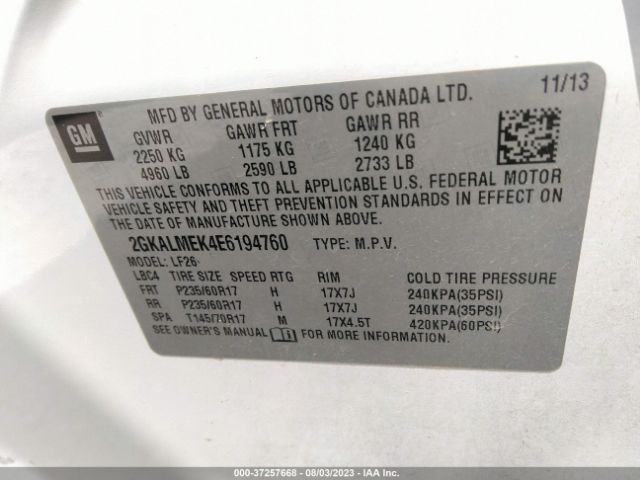 MFD BY GENERAL MOTORS OF CANADA LTD. 11/13
GM
GVWR GAWR FRT GAWR RR
2250 KG 1175 KG 1240 KG
4960 LB 2590 LB 2733 LB
THIS VEHICLE CONFORMS TO ALL APPLICABLE U.S. FEDERAL MOTOR
VEHICLE SAFETY AND THEFT PREVENTION STANDARDS IN EFFECT ON
THE DATE OF MANUFACTURE SHOWN ABOVE.
2GKALMEK4E6194760 TYPE: M.P.V.
MODEL: LF26
LBC4 TIRE SIZE SPEED RTG RIM COLD TIRE PRESSURE
FRT P235/60R17 H 17X7J 240KPA(35PSI)
RR P235/60R17 H 17X7J 240KPA(35PSI)
SPA T145/70R17 M 17X4.5T 420KPA(60PSI)
SEE OWNER'S MANUAL FOR MORE INFORMATION.
000-37257668 - 08/03/2023 - IAA Inc.